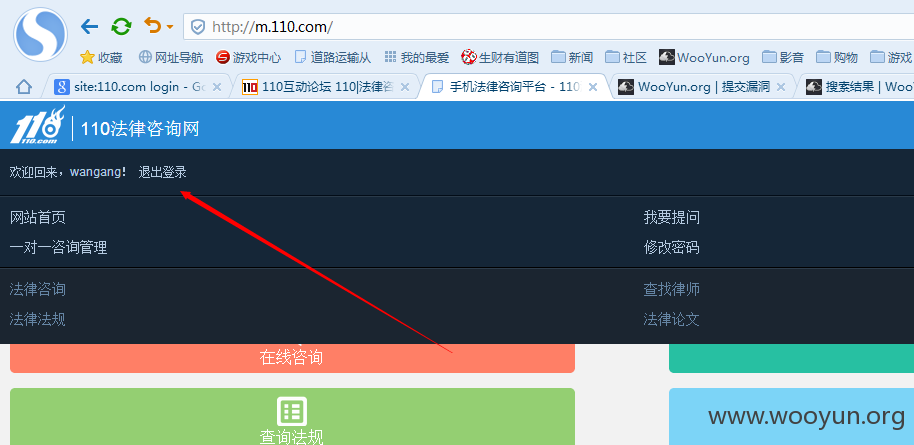 http://m.110.com/
收藏 网址导航 游戏中心 道路运输从 我的最爱 生财有道图 新闻 社区 WooYun.org 影音 购物 游戏
site:110.com login - Go
110互动论坛 110|法律咨
手机法律咨询平台 - 110
WooYun.org | 提交漏洞
搜索结果 | WooYun
110
110.com
110法律咨询网
欢迎回来，wangang! 退出登录
网站首页 我要提问
一对一咨询管理 修改密码
法律咨询 查找律师
法律法规 法律论文
在线咨询
查询法规
www.wooyun.org